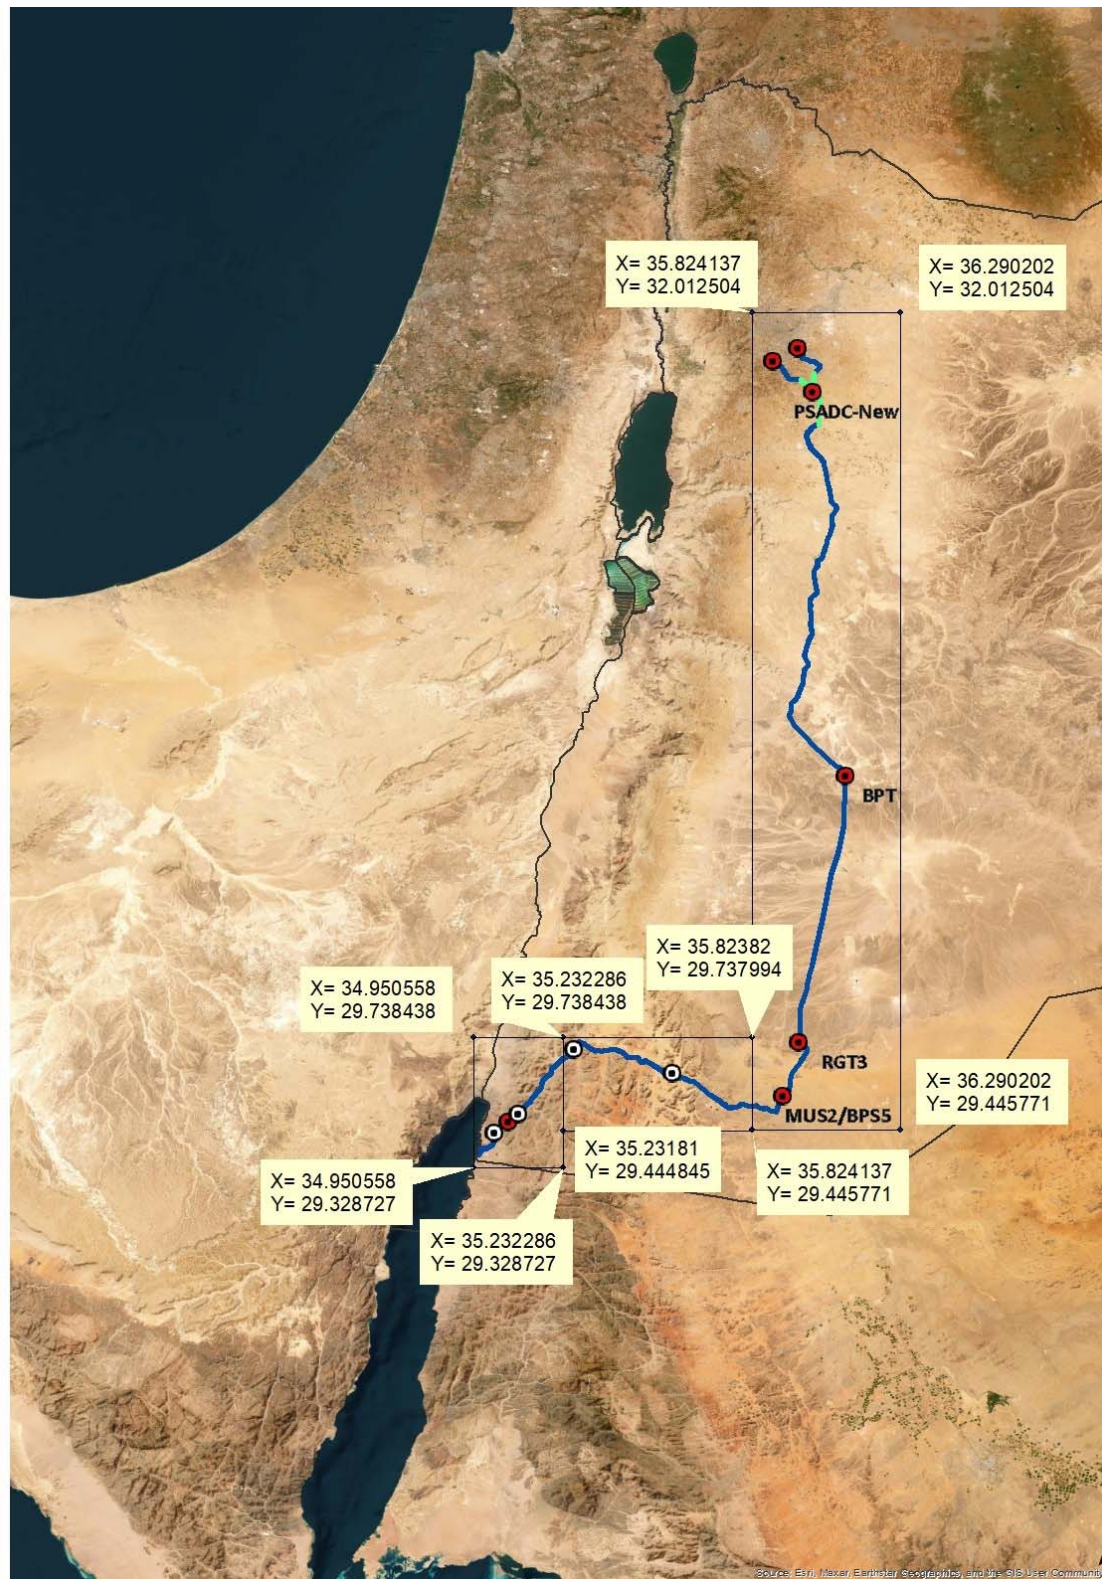 X= 35.824137
Y= 32.012504
X= 36.290202
Y= 32.012504
PSADC-New
BPT
X= 35.82382
Y= 29.737994
X= 35.232286
Y= 29.738438
X= 34.950558
Y= 29.738438
RGT3
X= 36.290202
Y= 29.445771
MUS2/BPS5
X= 35.23181
Y= 29.444845
X= 35.824137
Y= 29.445771
X= 34.950558
Y= 29.328727
X= 35.232286
Y= 29.328727
Source: Esri, Maxar, Earthstar Geographics, and the GIS User Community